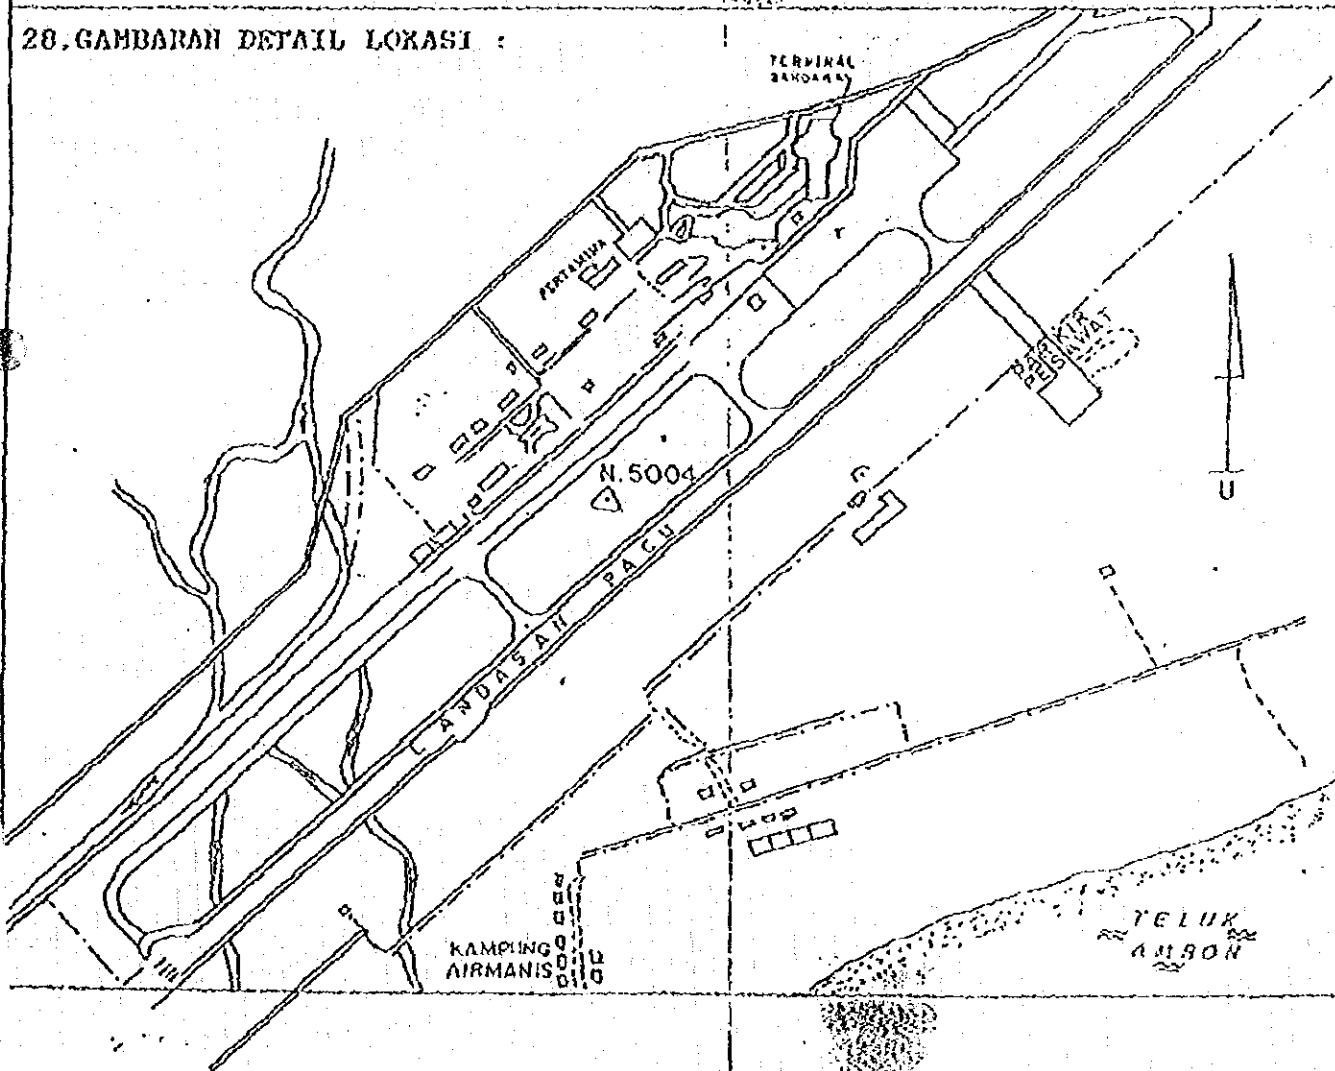 28.GAMBARAN DETAIL LOKASI :
TERMINAL
BANDARA
PERTAMINA
PARKIR
PESAWAT
N.5004
U
LANDASAN PACU
KAMPUNG
AIRMANIS
TELUK
AMBON